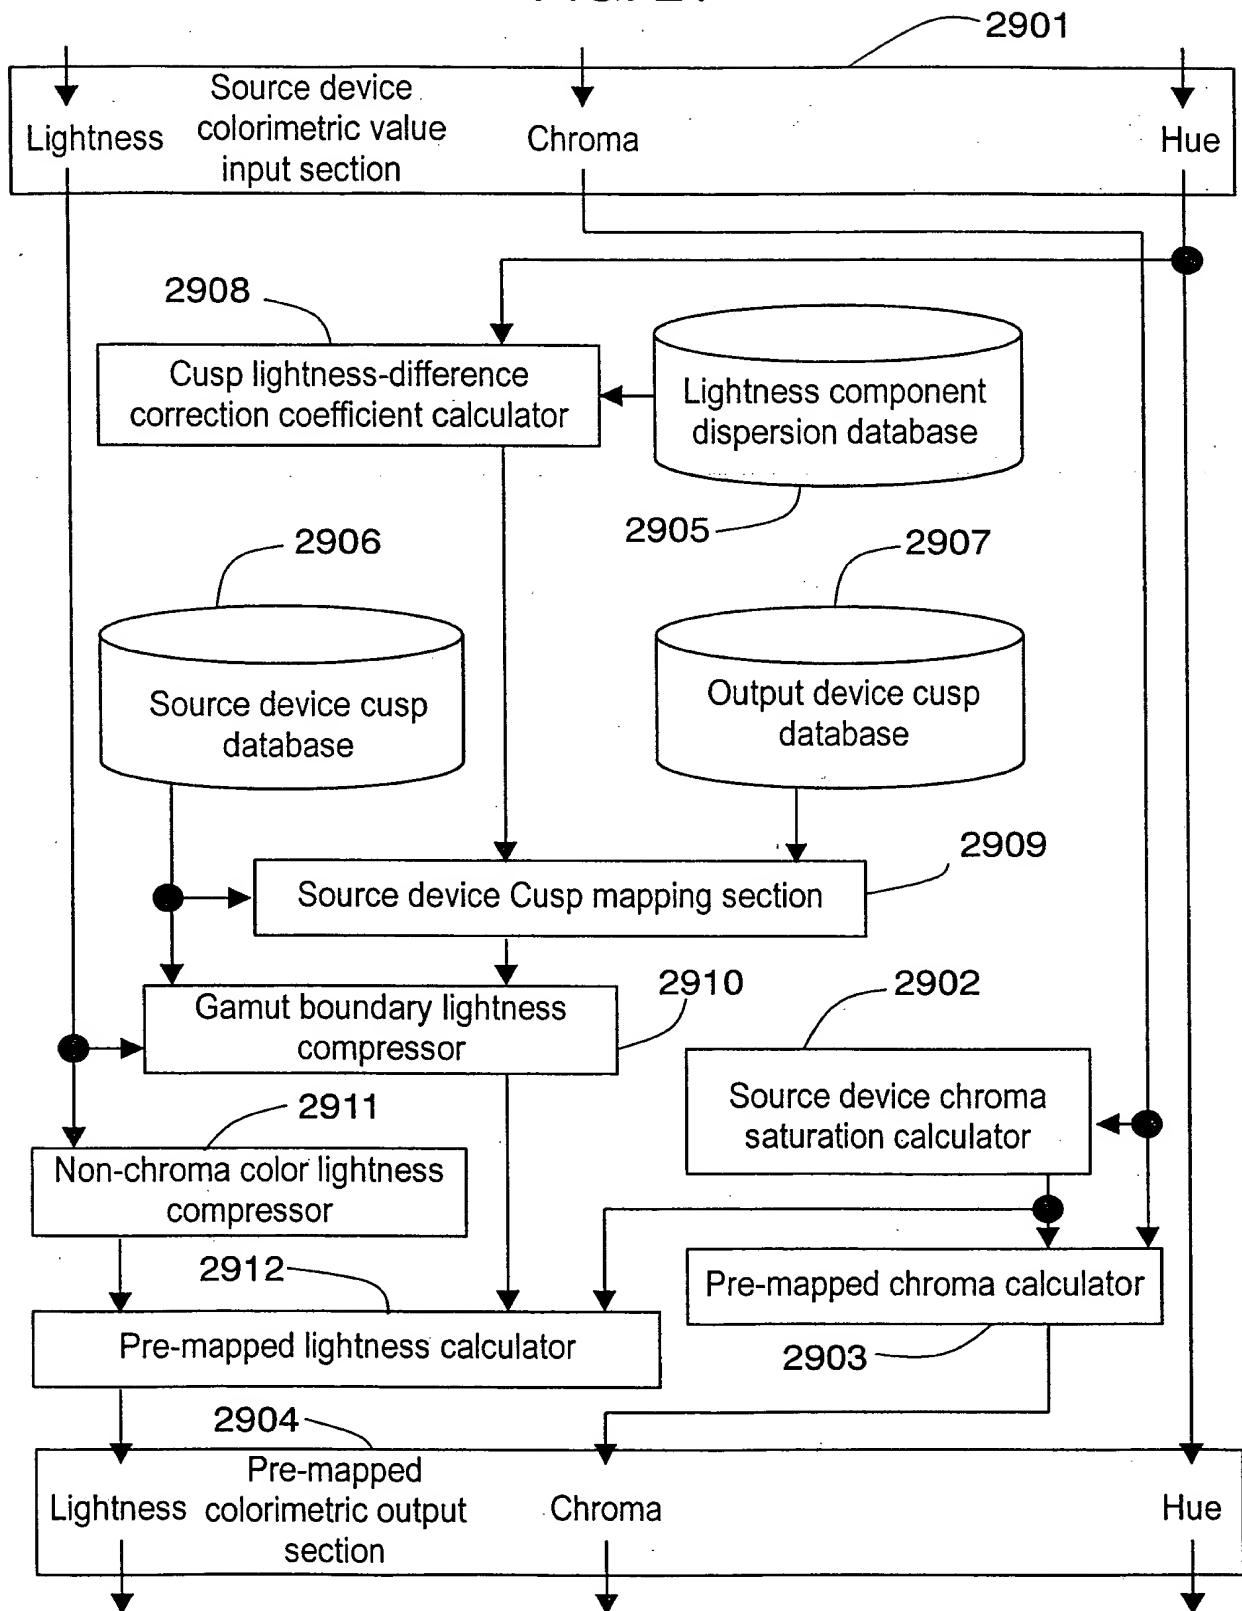 2901
Source device
colorimetric value
input section
Lightness
Chroma
Hue
2908
Cusp lightness-difference
correction coefficient calculator
Lightness component
dispersion database
2905
2906
2907
Source device cusp
database
Output device cusp
database
2909
Source device Cusp mapping section
2910
2902
Gamut boundary lightness
compressor
Source device chroma
saturation calculator
2911
Non-chroma color lightness
compressor
2912
Pre-mapped chroma calculator
Pre-mapped lightness calculator
2903
2904
Pre-mapped
colorimetric output
section
Lightness
Chroma
Hue